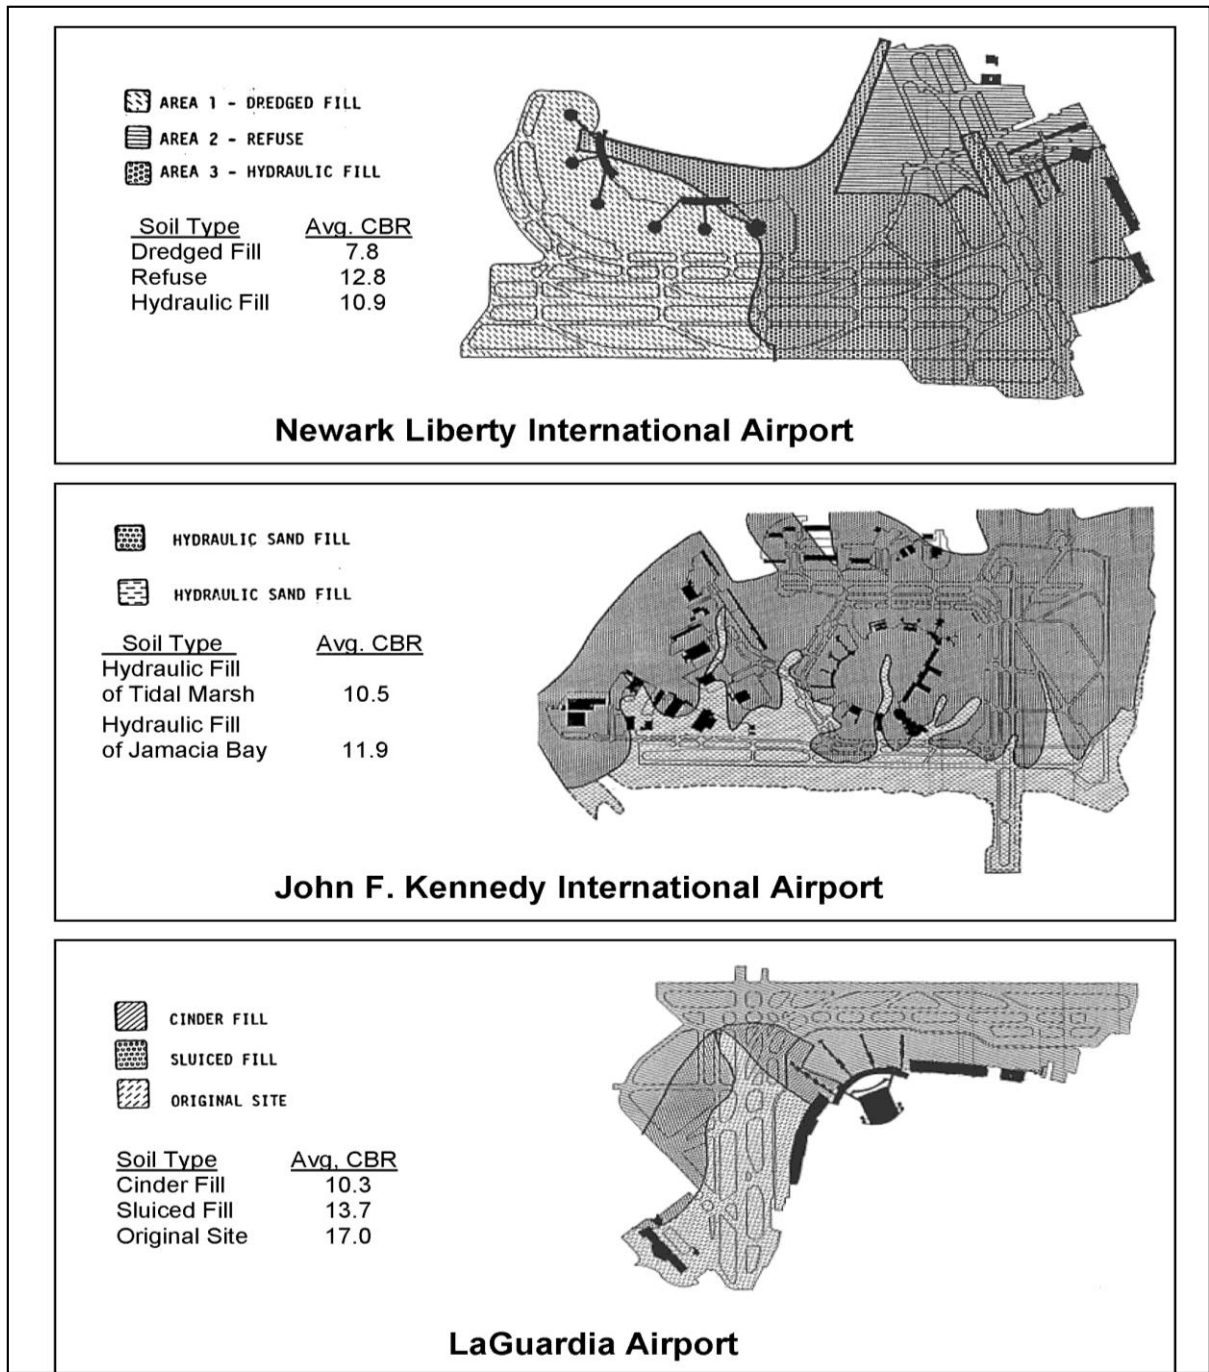 AREA 1 - DREDGED FILL
AREA 2 - REFUSE
AREA 3 - HYDRAULIC FILL
Soil Type Avg. CBR
Dredged Fill 7.8
Refuse 12.8
Hydraulic Fill 10.9
Newark Liberty International Airport
HYDRAULIC SAND FILL
HYDRAULIC SAND FILL
Soil Type Avg. CBR
Hydraulic Fill
of Tidal Marsh 10.5
Hydraulic Fill
of Jamacia Bay 11.9
John F. Kennedy International Airport
CINDER FILL
SLUICED FILL
ORIGINAL SITE
Soil Type Avg, CBR
Cinder Fill 10.3
Sluiced Fill 13.7
Original Site 17.0
LaGuardia Airport